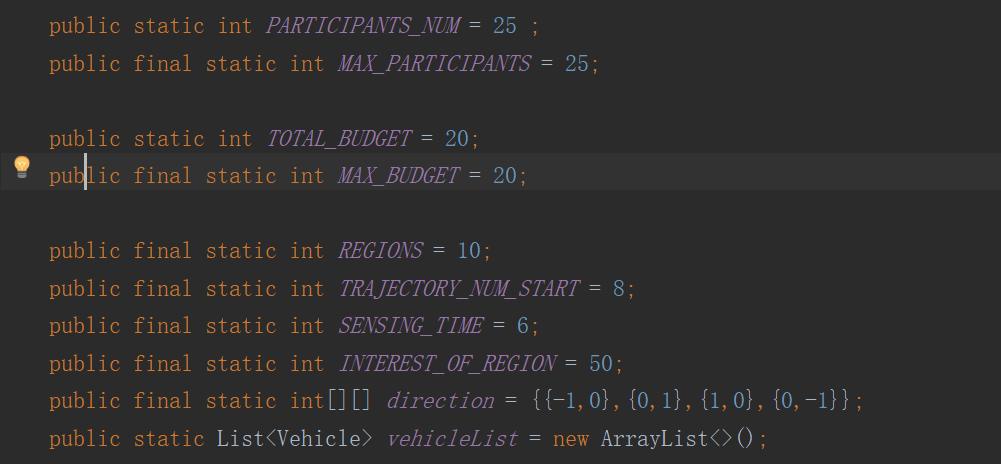 public static int PARTICIPANTS_NUM = 25 ;
public final static int MAX_PARTICIPANTS = 25;
public static int TOTAL_BUDGET = 20;
public final static int MAX_BUDGET = 20;
public final static int REGIONS = 10;
public final static int TRAJECTORY_NUM_START = 8;
public final static int SENSING_TIME = 6;
public final static int INTEREST_OF_REGION = 50;
public final static int[][] direction = {{-1,0},{0,1},{1,0},{0,-1}};
public static List<Vehicle> vehicleList = new ArrayList<>();